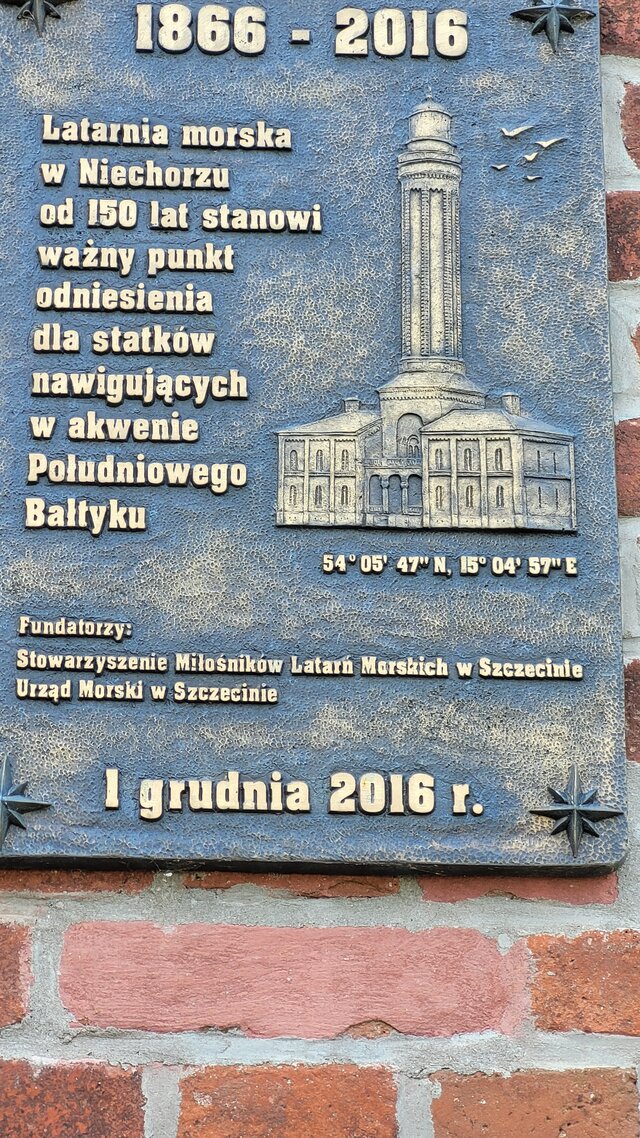 1866 - 2016
Latarnia morska
w Niechorzu
od 150 lat stanowi
ważny punkt
odniesienia
dla statków
nawigujących
w akwenie
Południowego
Bałtyku
54° 05' 47" N, 15° 04' 57" E
Fundatorzy:
Stowarzyszenie Miłośników Latarń Morskich w Szczecinie
Urząd Morski w Szczecinie
1 grudnia 2016 r.